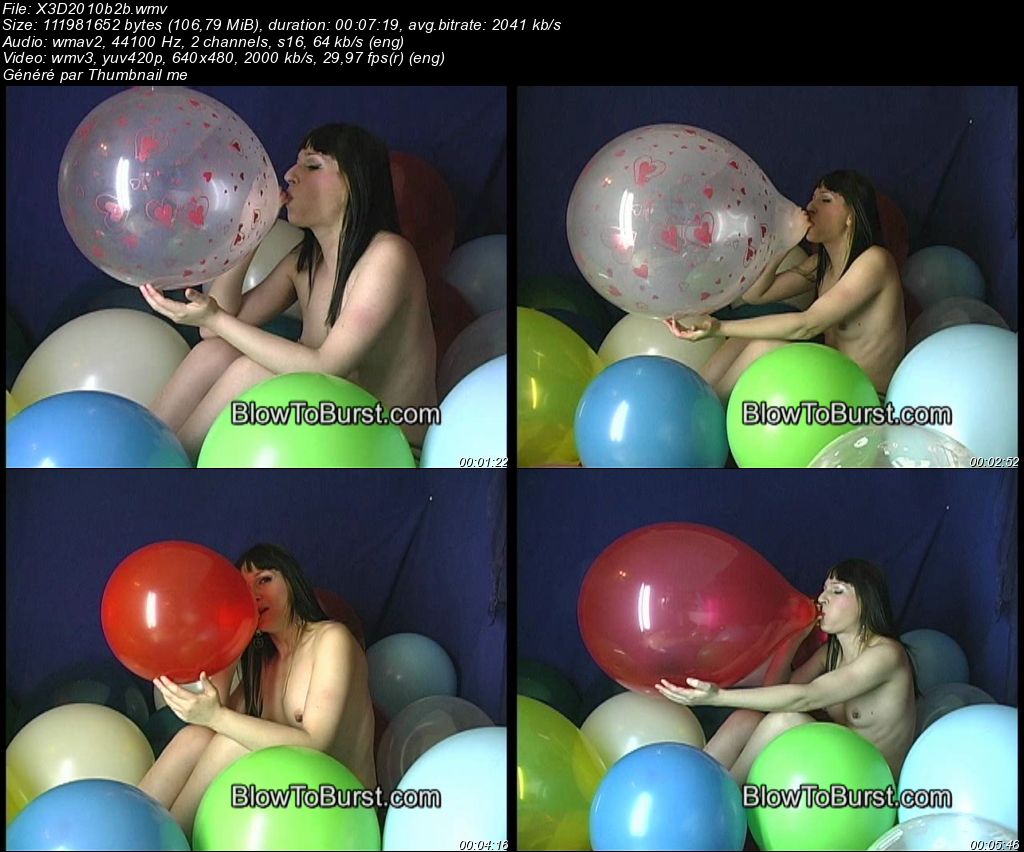 File: X3D2010b2b.wmv
Size: 111981652 bytes (106,79 MiB), duration: 00:07:19, avg.bitrate: 2041 kb/s
Audio: wmav2, 44100 Hz, 2 channels, s16, 64 kb/s (eng)
Video: wmv3, yuv420p, 640x480, 2000 kb/s, 29,97 fps(r) (eng)
Généré par Thumbnail me
BlowToBurst.com
00:01:22
BlowToBurst.com
00:02:52
BlowToBurst.com
00:04:16
BlowToBurst.com
00:05:46